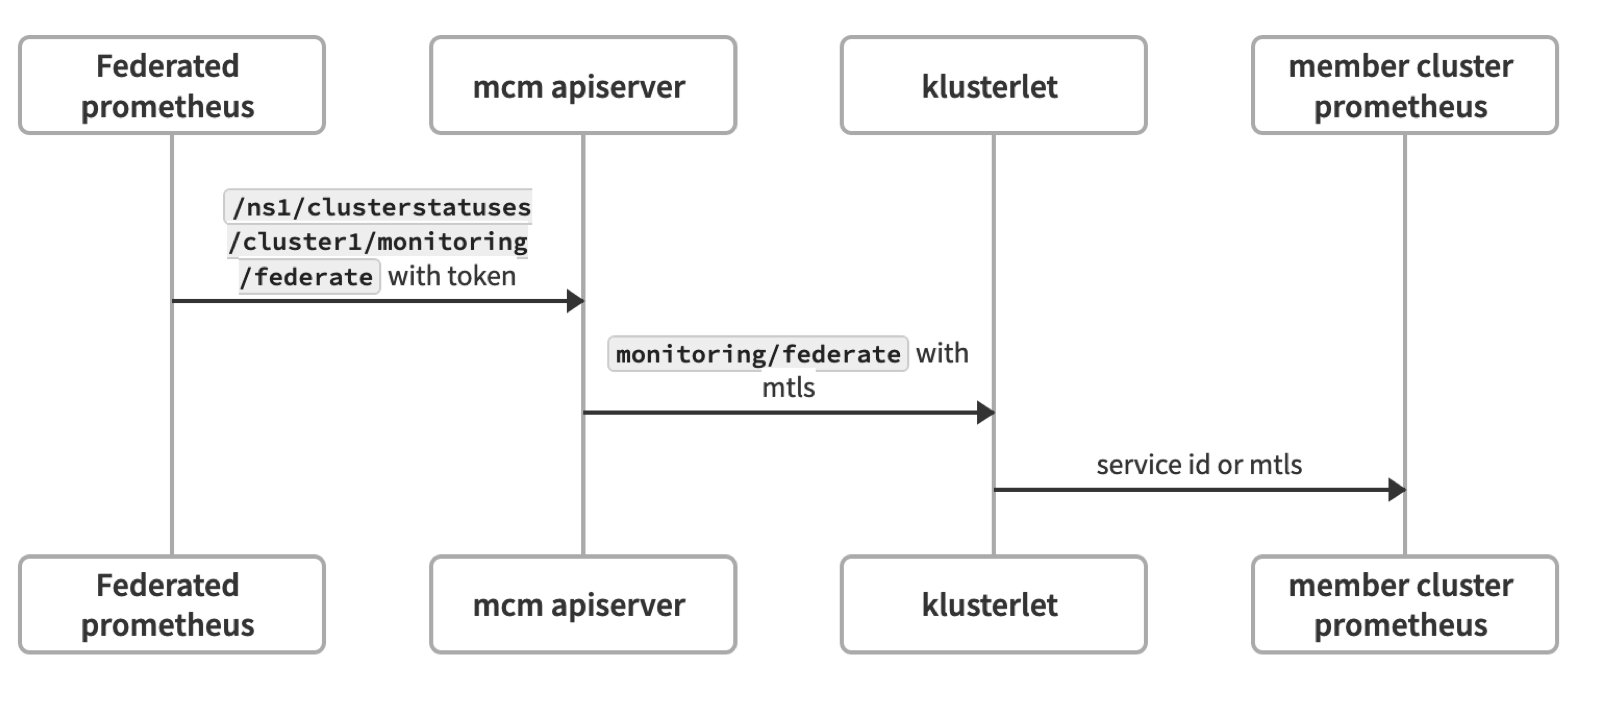 Federated
prometheus
mcm apiserver
klusterlet
member cluster
prometheus
/ns1/clusterstatuses
/cluster1/monitoring
/federate with token
monitoring/federate with
mtls
service id or mtls
Federated
prometheus
mcm apiserver
klusterlet
member cluster
prometheus